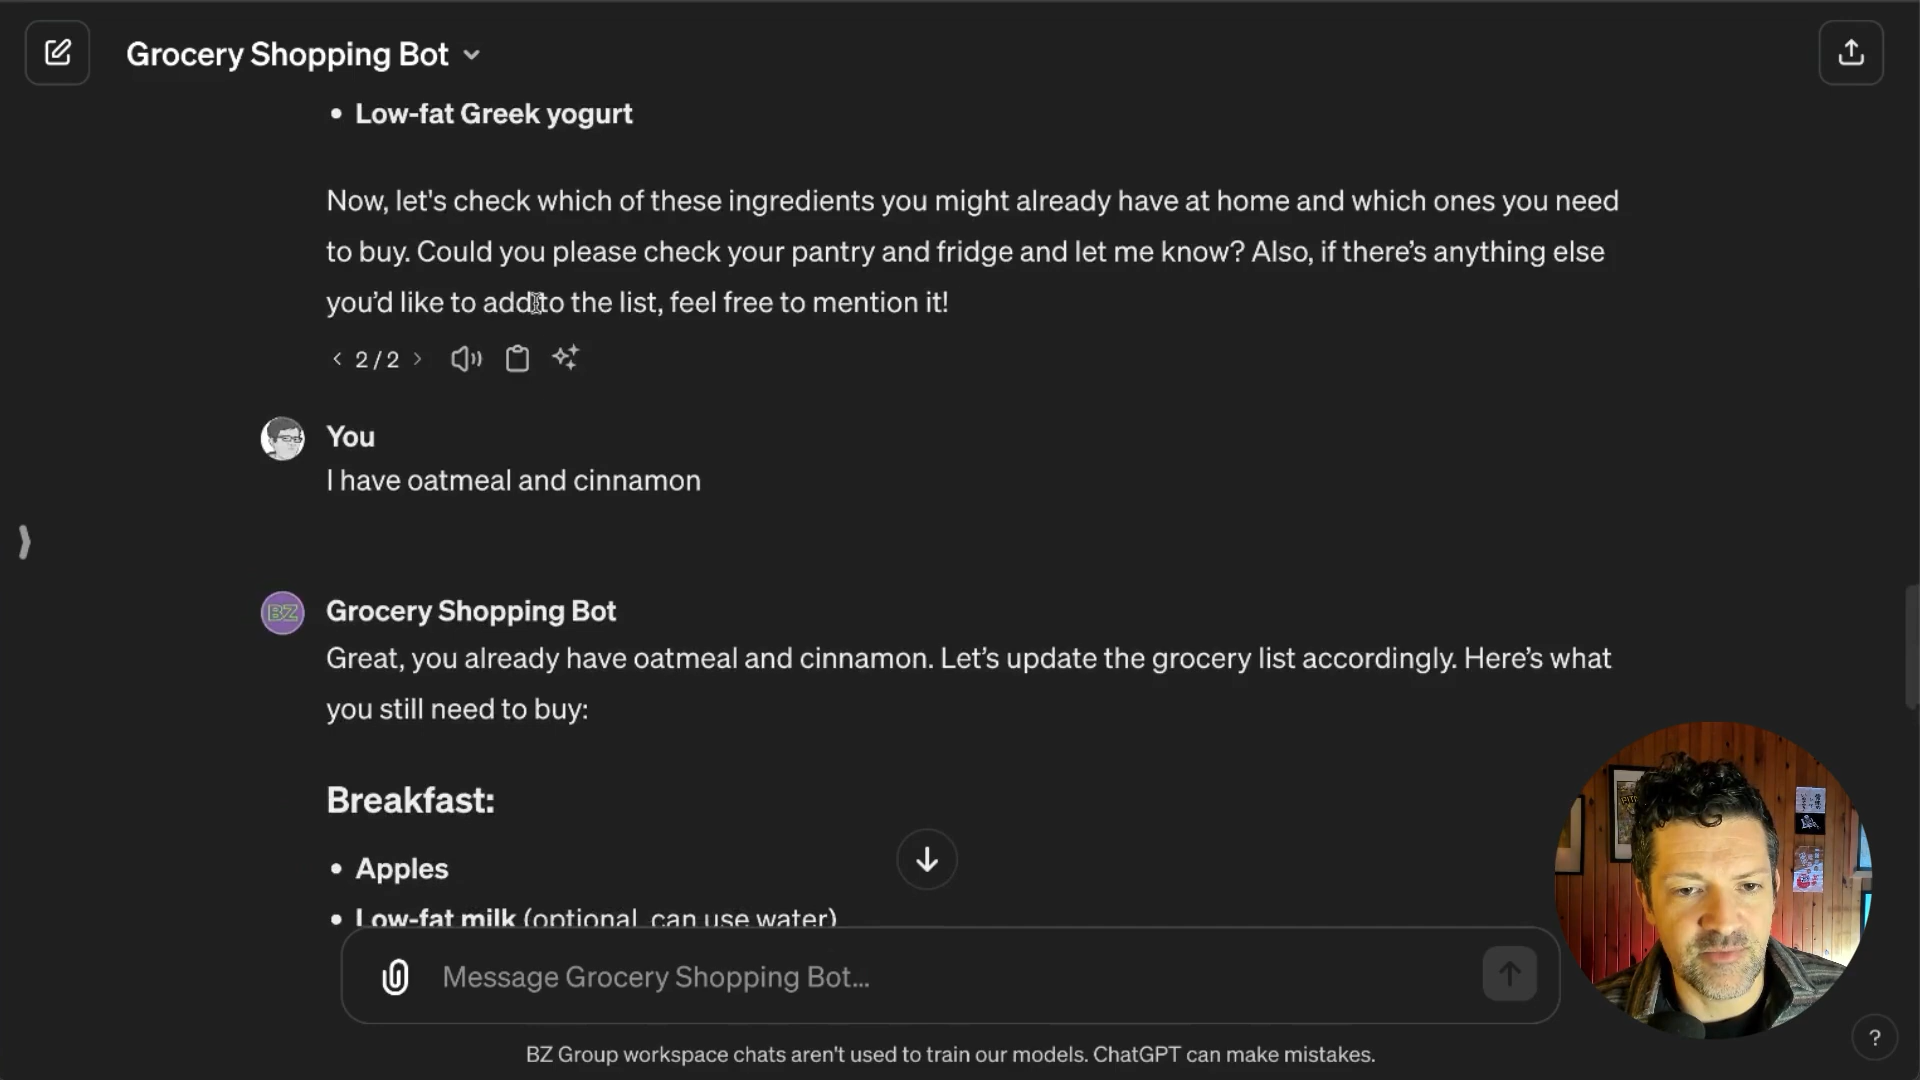 Grocery Shopping Bot
• Low-fat Greek yogurt
Now, let's check which of these ingredients you might already have at home and which ones you need
to buy. Could you please check your pantry and fridge and let me know? Also, if there’s anything else
you’d like to add to the list, feel free to mention it!
2 / 2
You
I have oatmeal and cinnamon
BZ
Grocery Shopping Bot
Great, you already have oatmeal and cinnamon. Let’s update the grocery list accordingly. Here’s what
you still need to buy:
Breakfast:
• Apples
• Low-fat milk (optional, can use water)
Message Grocery Shopping Bot...
BZ Group workspace chats aren't used to train our models. ChatGPT can make mistakes.
?